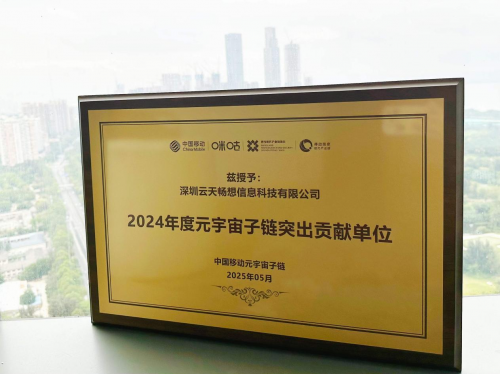 中国移动
China Mobile
咪咕
兹授予：
深圳云天畅想信息科技有限公司
2024年度元宇宙子链突出贡献单位
中国移动元宇宙子链
2025年05月